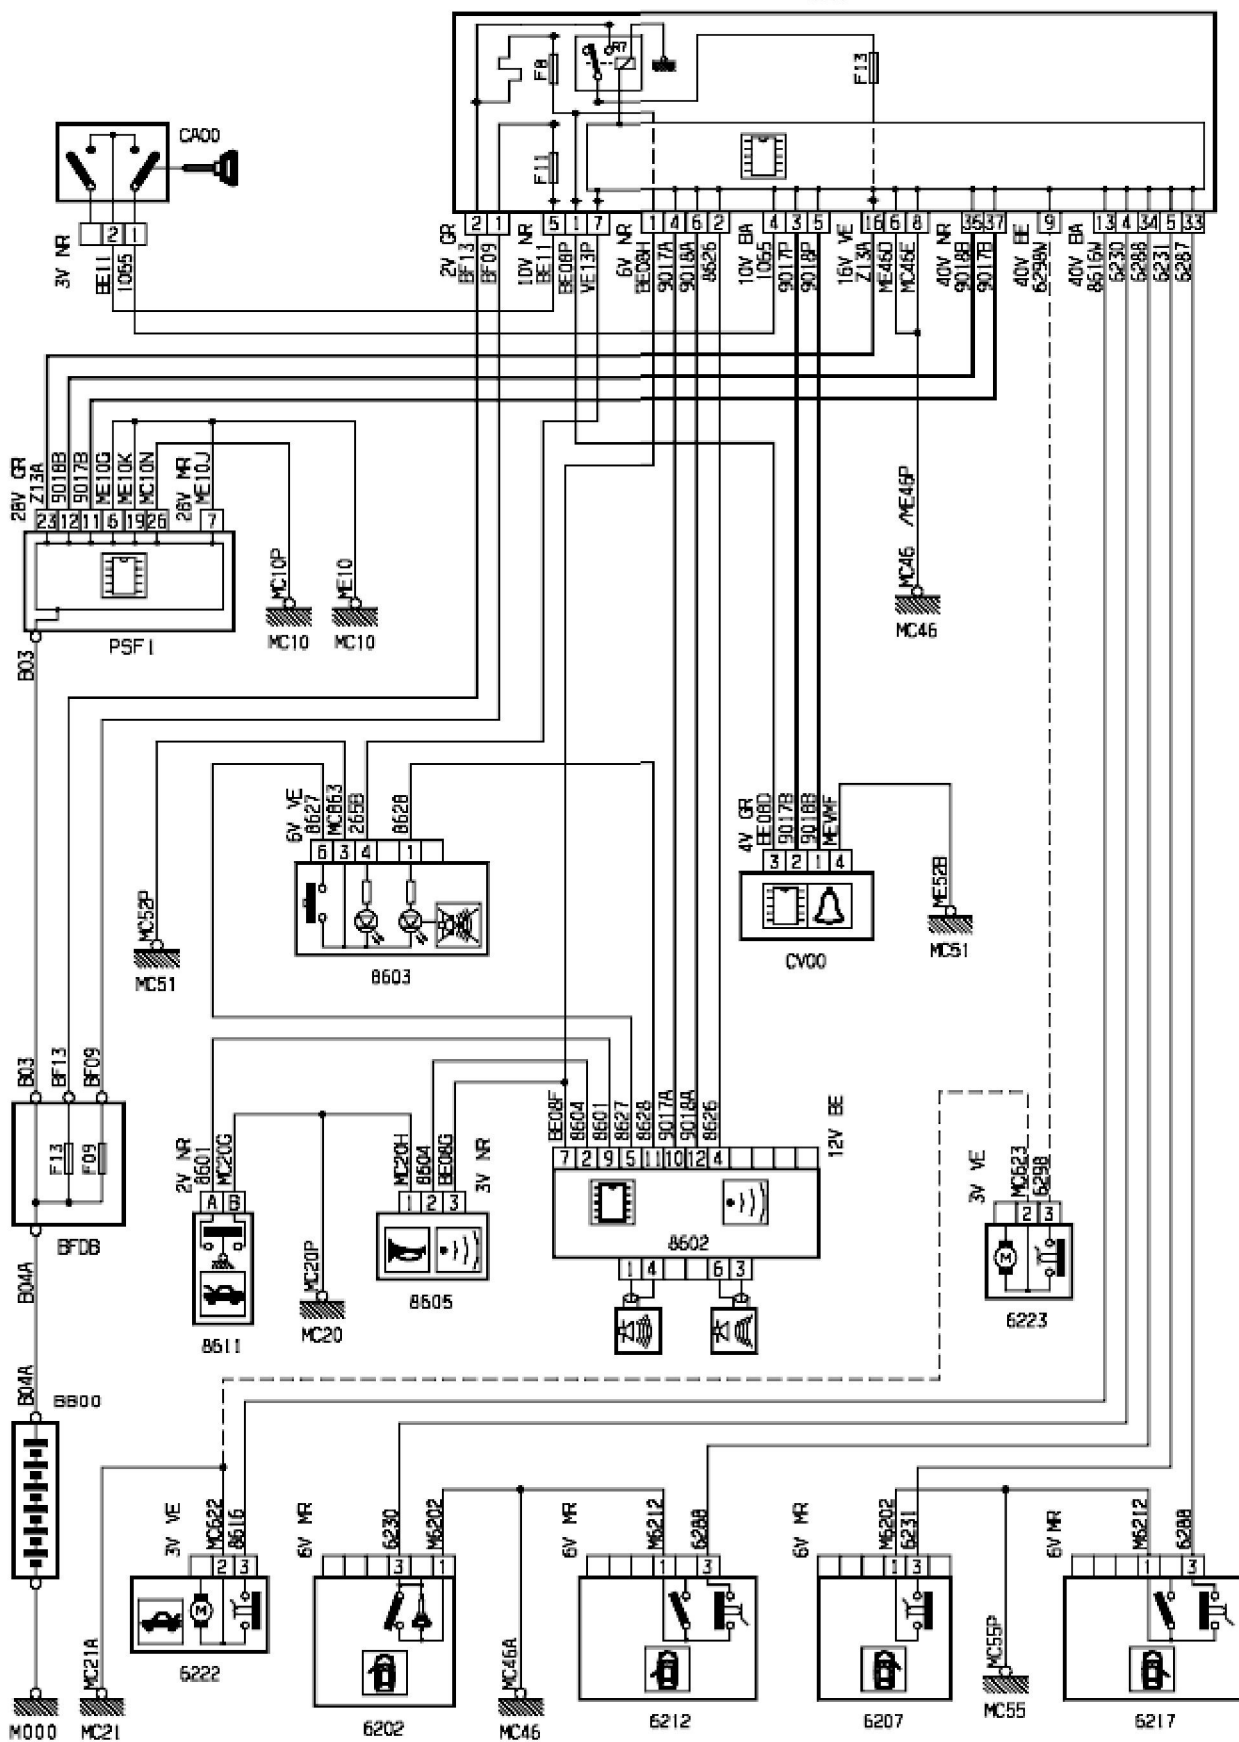 R7
F8
F13
F11
CA00
3V NR
BE11
1065
2 1
2V GR
BF13
BF09
10V NR
BE11
BE08P
VE13P
6V NR
BE08H
9017A
9018A
8626
10V BA
1065
9017P
9018P
16V VE
Z13A
ME46D
MC46E
40V NR
9018B
9017B
40V BE
6298W
40V BA
8616W
6230
6288
6231
6287
2 1 5 1 7 1 4 6 2 4 3 5 16 6 8 36 37 9 13 4 34 5 33
28V GR
Z13A
9018B
9017B
ME10G
ME10K
MC10N
28V MR
ME10J
23 12 11 6 19 26 7
PSF1
B03
MC10P
MC10
ME10
MC10
MC46 /ME46P
MC46
6V VE
8627
MC863
266B
8628
6 3 4 1
8603
MC52P
MC51
4V GR
BE08D
9017B
9018B
MEVMF
3 2 1 4
CV00
ME52B
MC51
B03
BF13
BF09
F13
F09
BFDB
B04A
2V NR
8601
MC20G
A B
8611
MC20P
MC20
MC20H
8604
BE08G
3V NR
1 2 3
8605
BE08F
8604
8601
8627
8628
9017A
9018A
8626
12V BE
7 2 9 5 11 10 12 4
8602
1 4 6 3
3V VE
MC623
6298
2 3
M
6223
B04A
BB00
M000
MC21A
MC21
3V VE
MC622
8616
2 3
M
6222
6V MR
6230
M6202
3 1
6202
MC46A
MC46
6V MR
M6212
6288
1 3
6212
6V MR
M6202
6231
1 3
6207
MC55P
MC55
6V MR
M6212
6288
1 3
6217